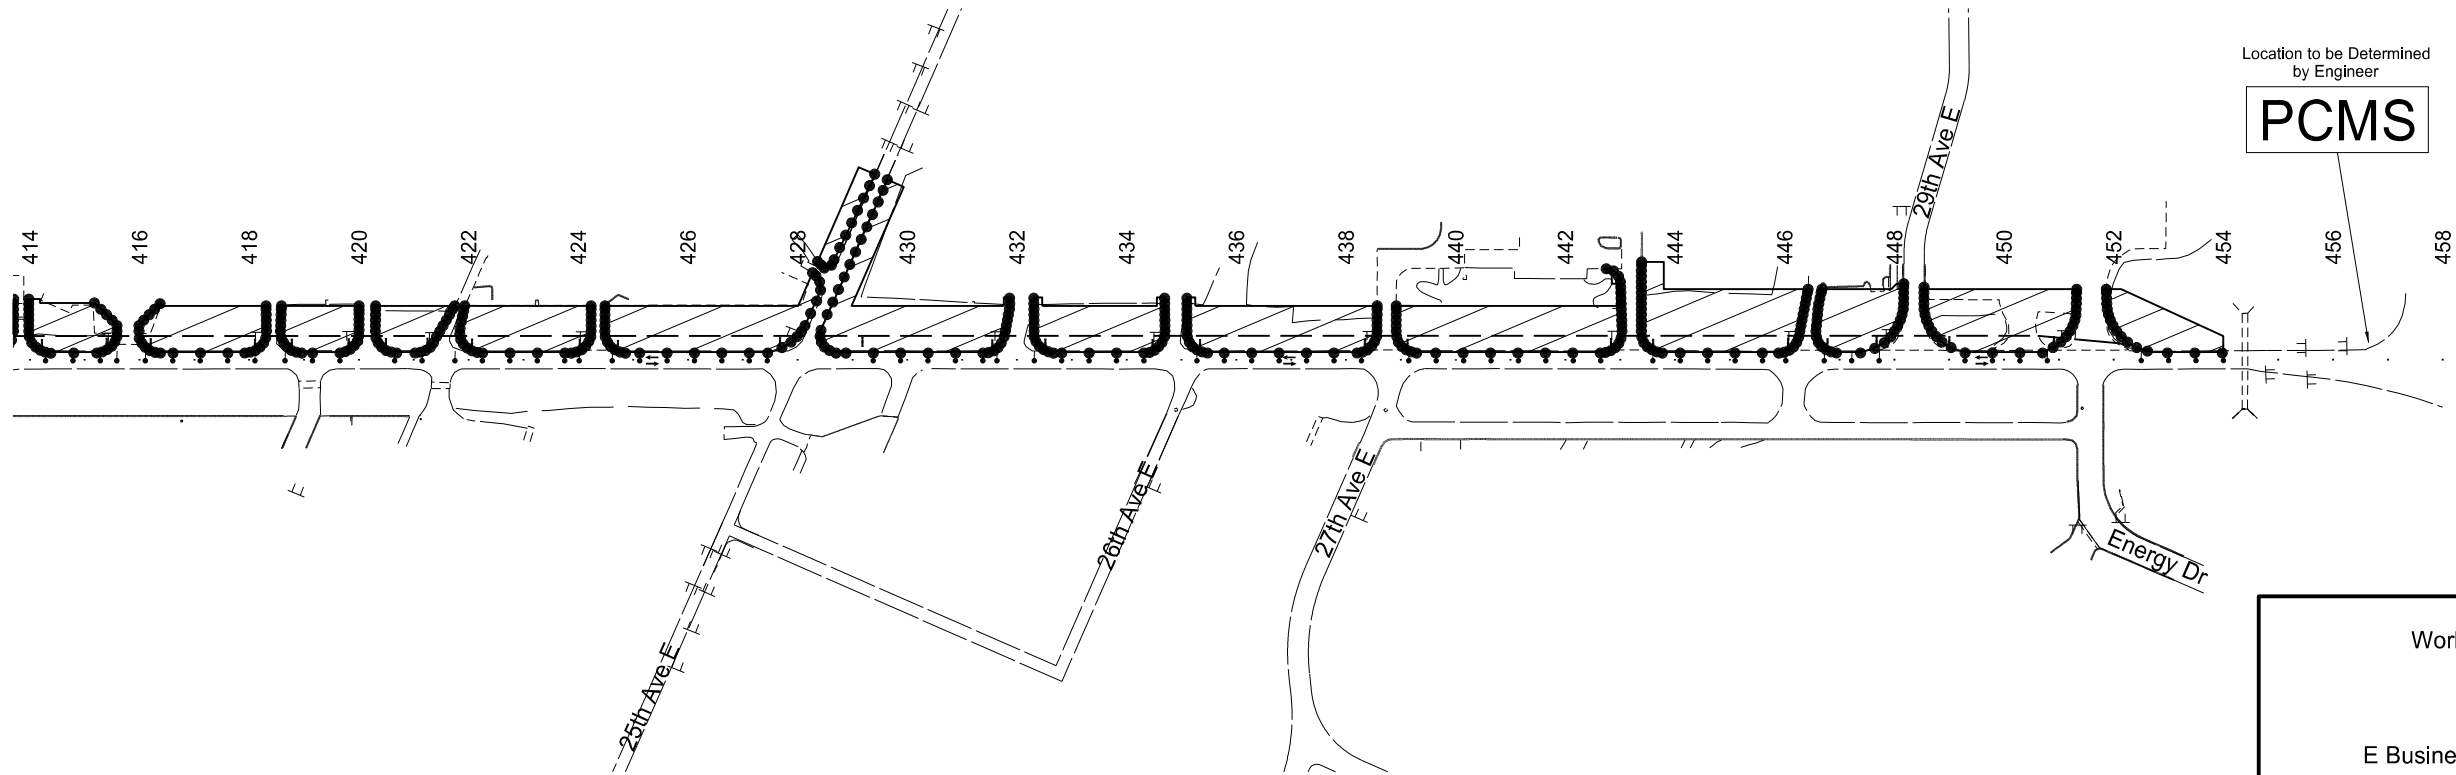 Location to be Determined
by Engineer
PCMS
29th Ave E
414
416
418
420
422
424
426
428
430
432
434
436
438
440
442
444
446
448
450
452
454
456
458
25th Ave E
26th Ave E
27th Ave E
Energy Dr
Worl
E Busine